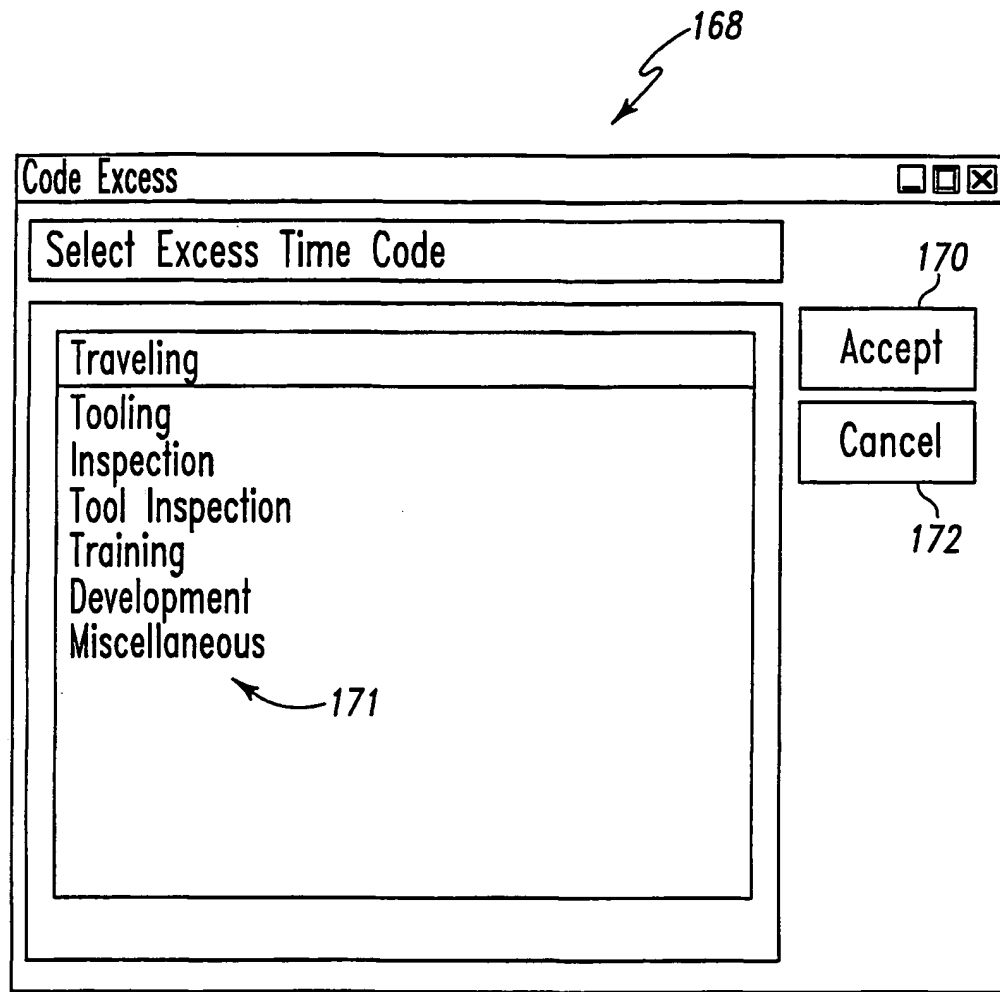 168
Code Excess
Select Excess Time Code
170
Accept
Traveling
Cancel
Tooling
Inspection
Tool Inspection
172
Training
Development
Miscellaneous
171